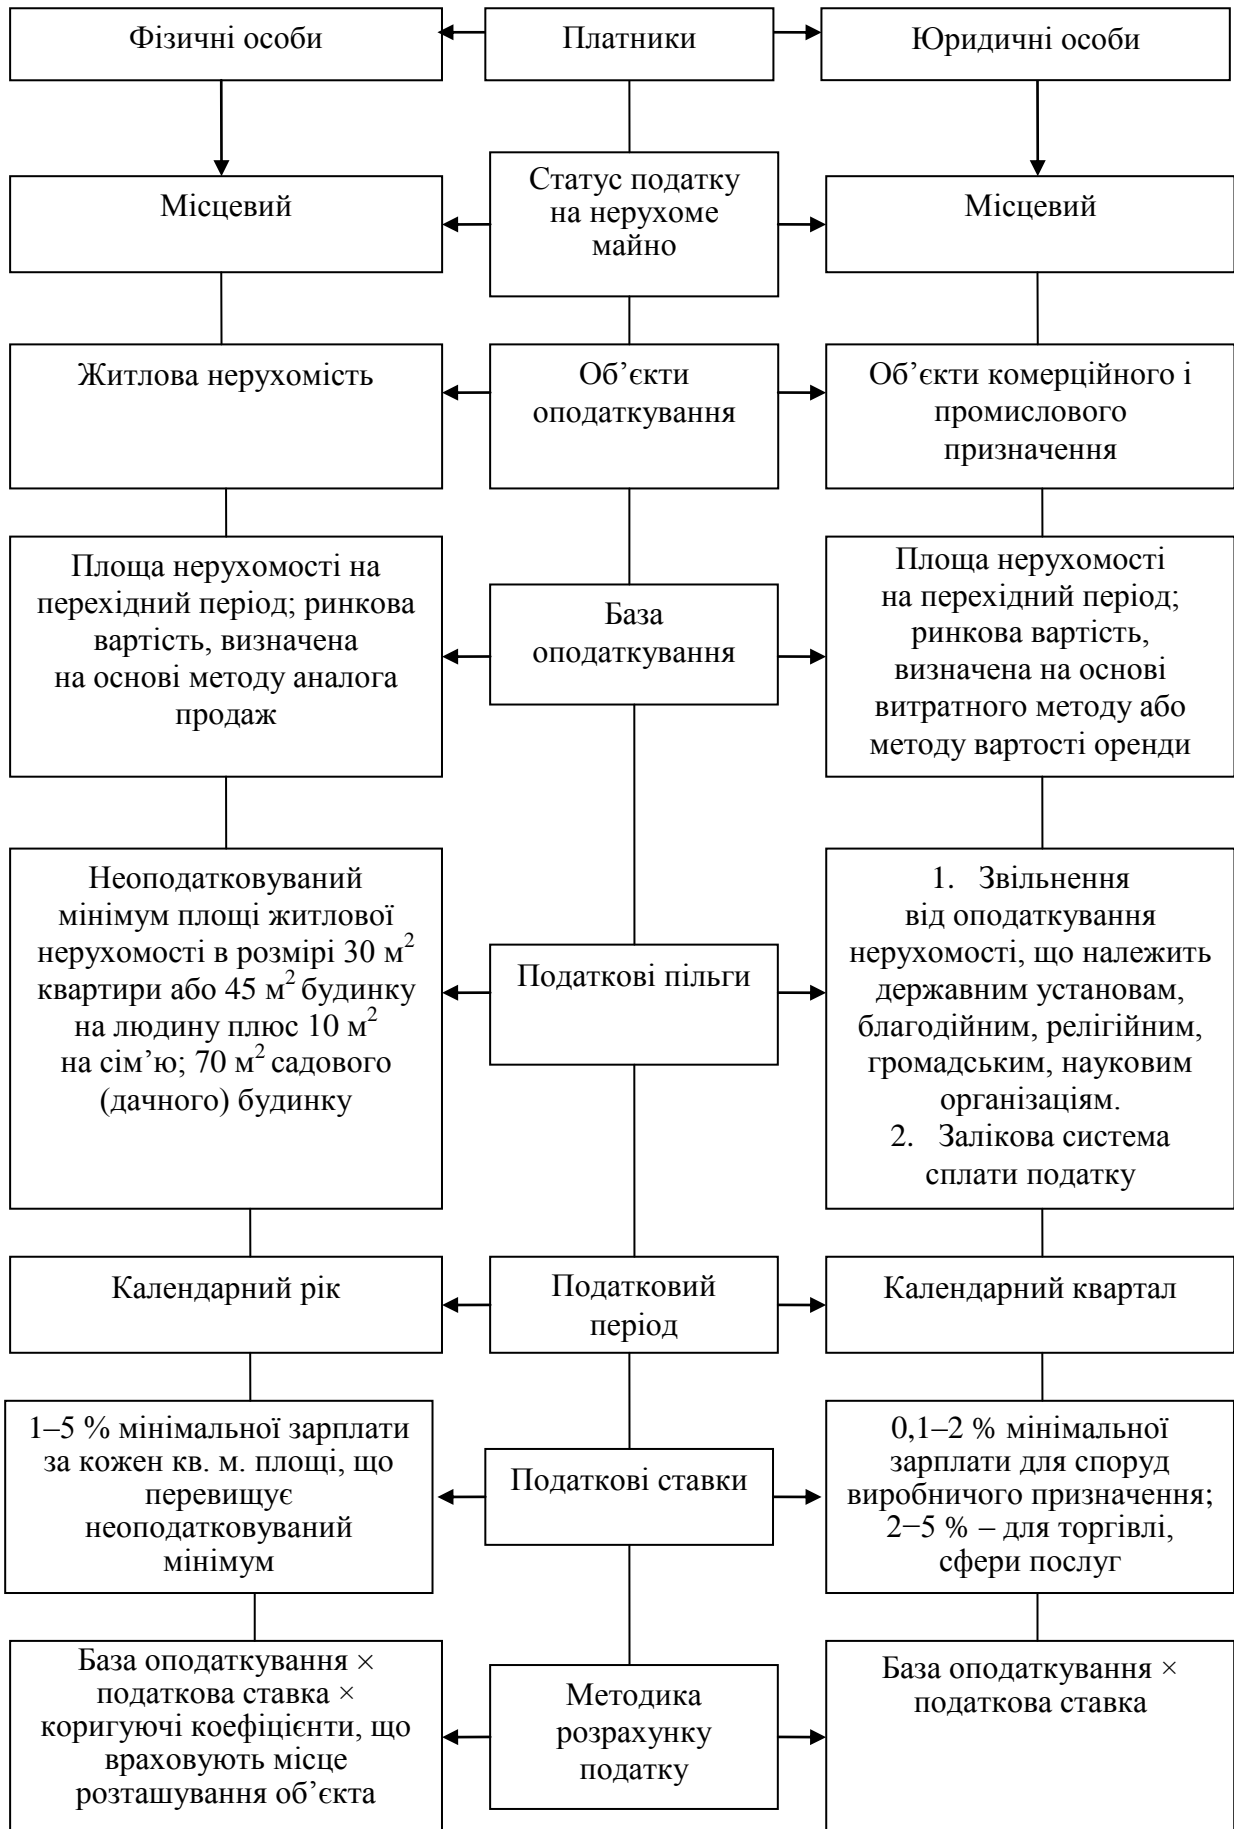 Фізичні особи
Платники
Юридичні особи
Місцевий
Статус податку
на нерухоме
майно
Місцевий
Житлова нерухомість
Об’єкти
оподаткування
Об’єкти комерційного і
промислового
призначення
Площа нерухомості на
перехідний період; ринкова
вартість, визначена
на основі методу аналога
продаж
База
оподаткування
Площа нерухомості
на перехідний період;
ринкова вартість,
визначена на основі
витратного методу або
методу вартості оренди
Неоподатковуваний
мінімум площі житлової
нерухомості в розмірі 30 м²
квартири або 45 м² будинку
на людину плюс 10 м²
на сім’ю; 70 м² садового
(дачного) будинку
Податкові пільги
1. Звільнення
від оподаткування
нерухомості, що належить
державним установам,
благодійним, релігійним,
громадським, науковим
організаціям.
2. Залікова система
сплати податку
Календарний рік
Податковий
період
Календарний квартал
1–5 % мінімальної зарплати
за кожен кв. м. площі, що
перевищує
неоподатковуваний
мінімум
Податкові ставки
0,1–2 % мінімальної
зарплати для споруд
виробничого призначення;
2−5 % – для торгівлі,
сфери послуг
База оподаткування ×
податкова ставка ×
коригуючі коефіцієнти, що
враховують місце
розташування об’єкта
Методика
розрахунку
податку
База оподаткування ×
податкова ставка